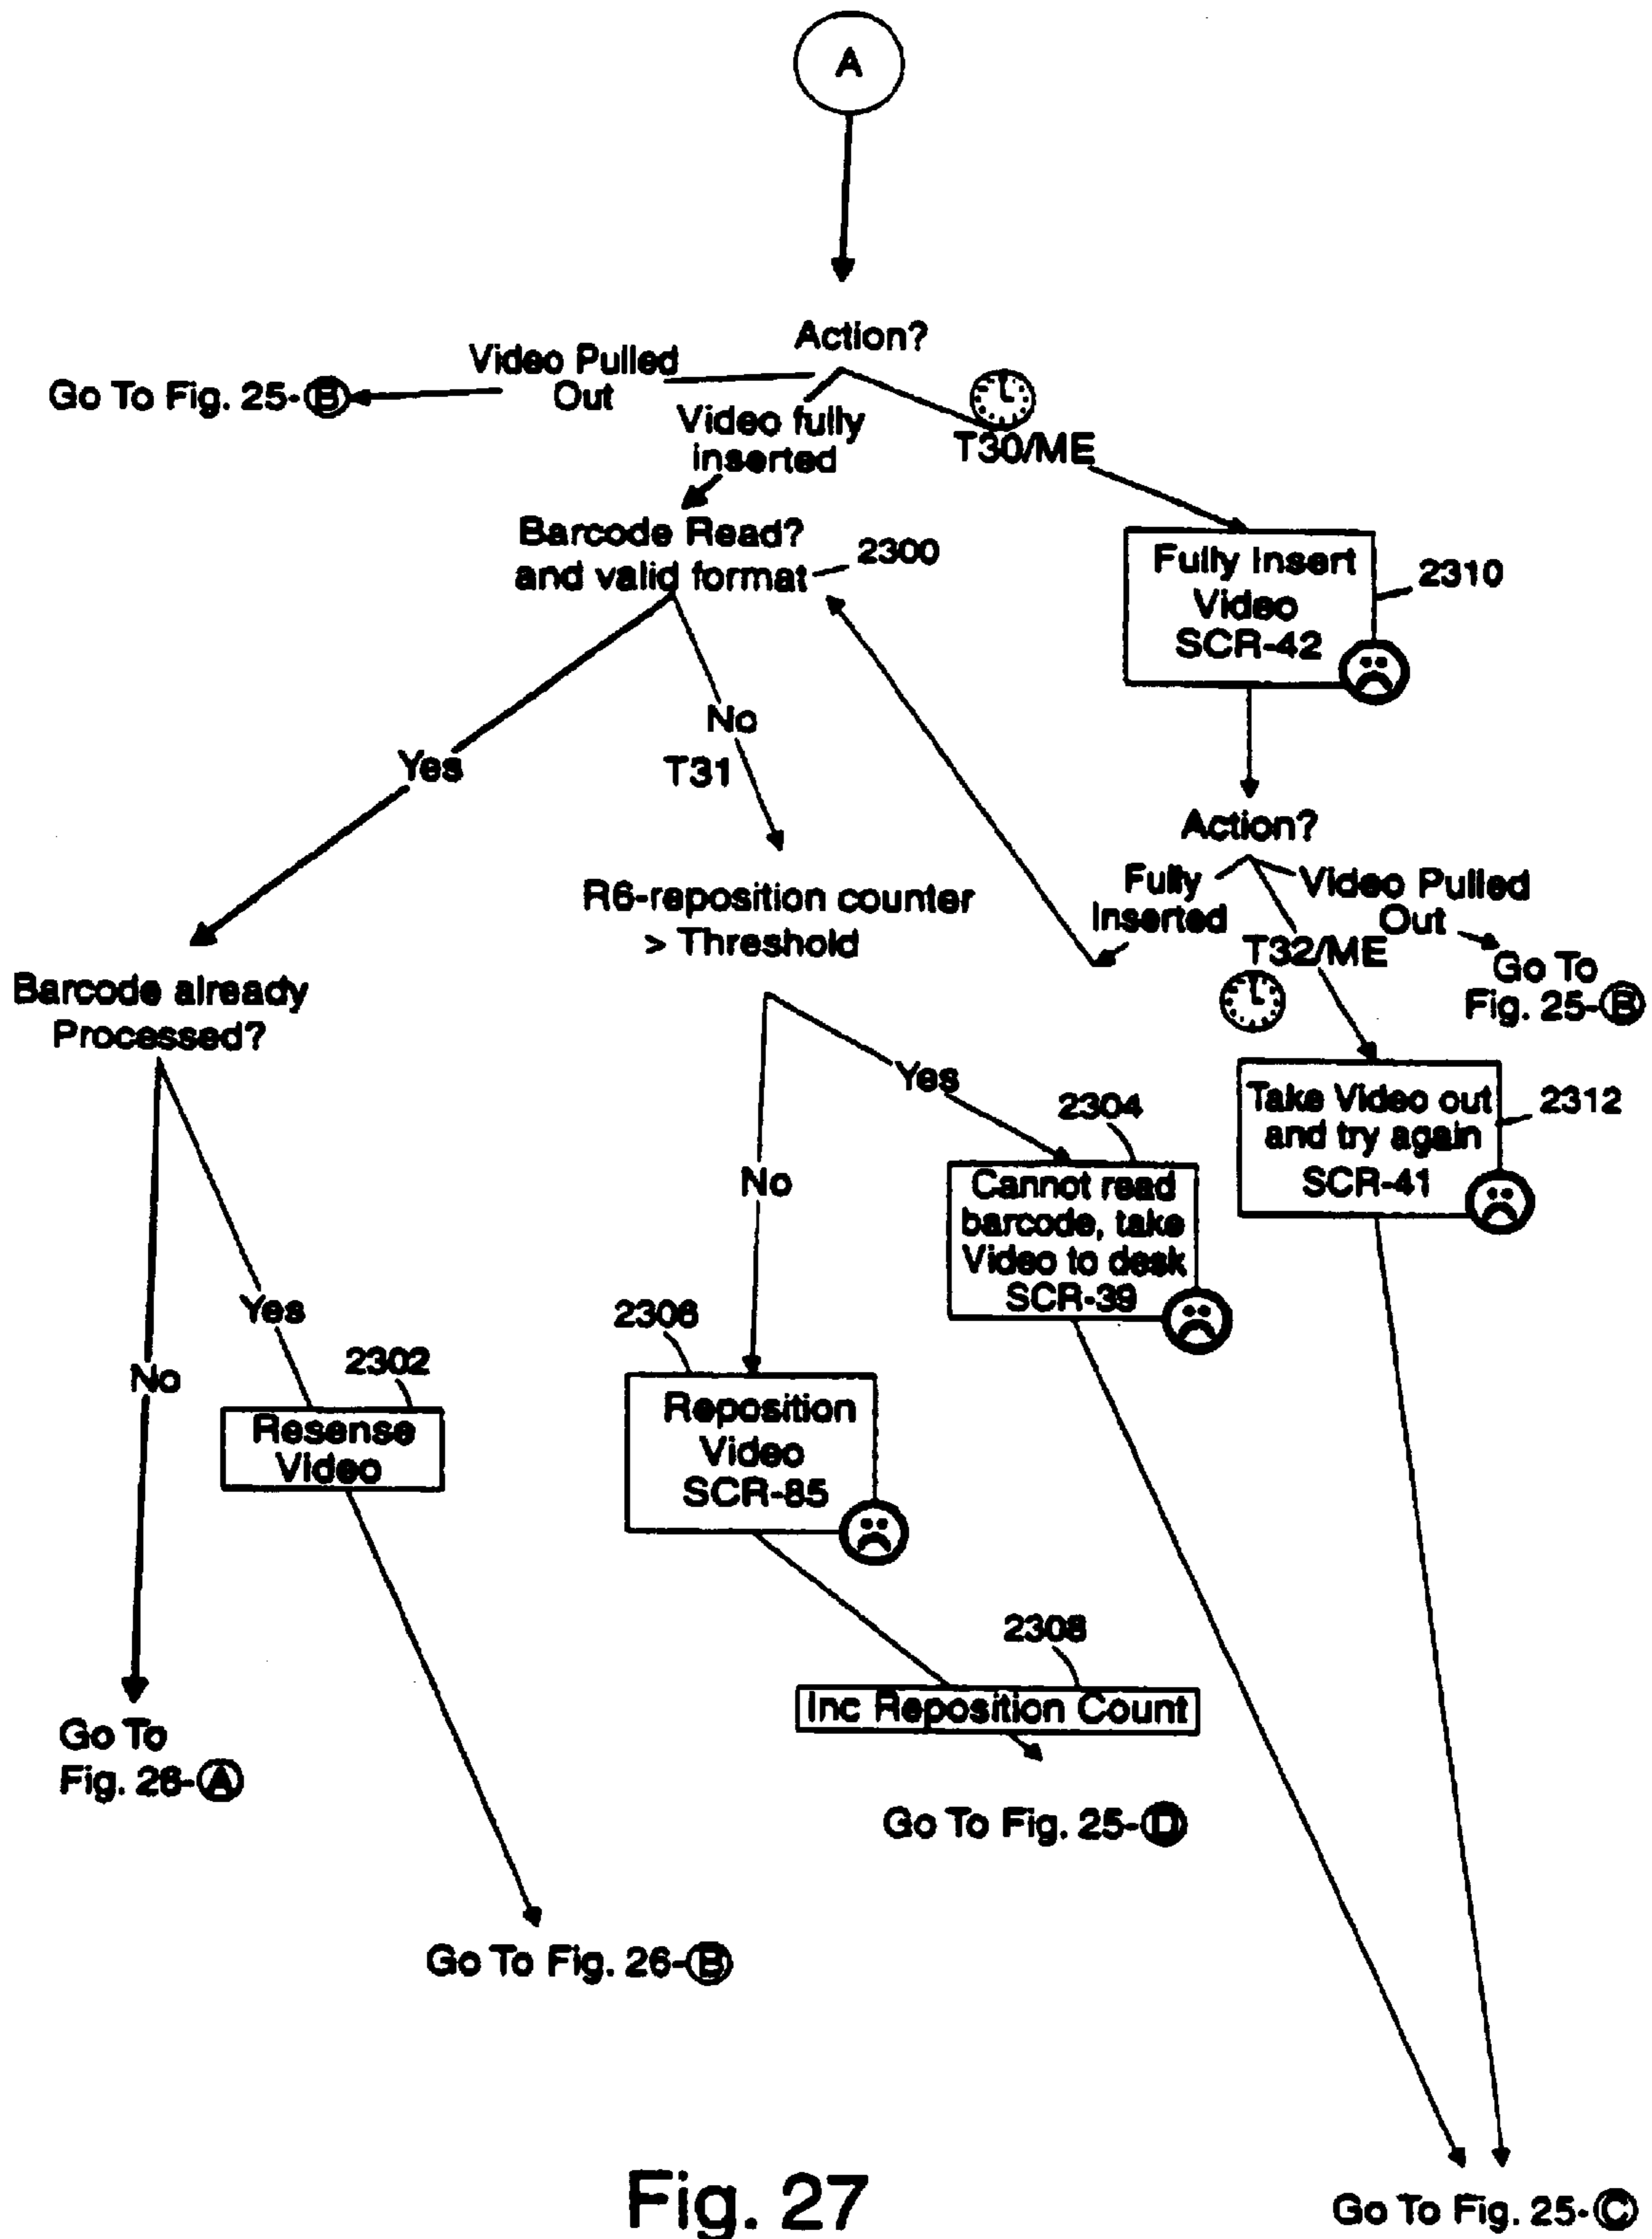 A
Action?
Video Pulled
Out
Go To Fig. 25-B
Video fully
inserted
T30/ME
Barcode Read?
and valid format
2300
Fully Insert
Video
SCR-42
2310
No
T31
Yes
Action?
Fully
Inserted
Video Pulled
Out
T32/ME
Go To
Fig. 25-B
R6-reposition counter
> Threshold
Barcode already
Processed?
Yes
2304
Take Video out
and try again
SCR-41
2312
No
Cannot read
barcode, take
Video to desk
SCR-39
Yes
2306
No
2302
Resense
Video
Reposition
Video
SCR-85
2308
Inc Reposition Count
Go To
Fig. 26-A
Go To Fig. 25-D
Go To Fig. 26-B
Fig. 27
Go To Fig. 25-C